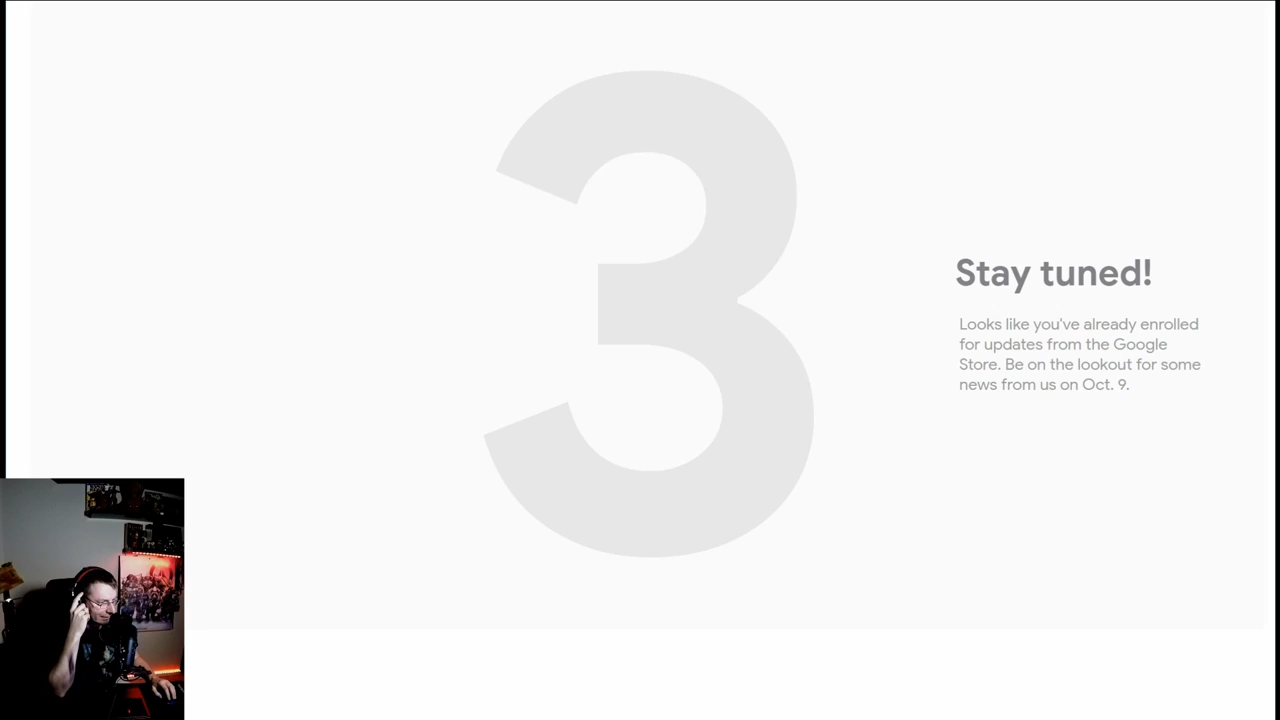 3
Stay tuned!
Looks like you've already enrolled
for updates from the Google
Store. Be on the lookout for some
news from us on Oct. 9.